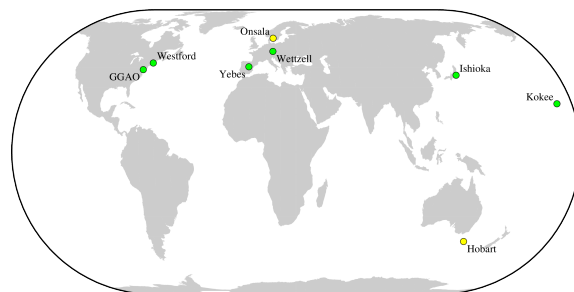 Onsala
Westford
Wettzell
GGAO
Yebes
Ishioka
Kokee
Hobart